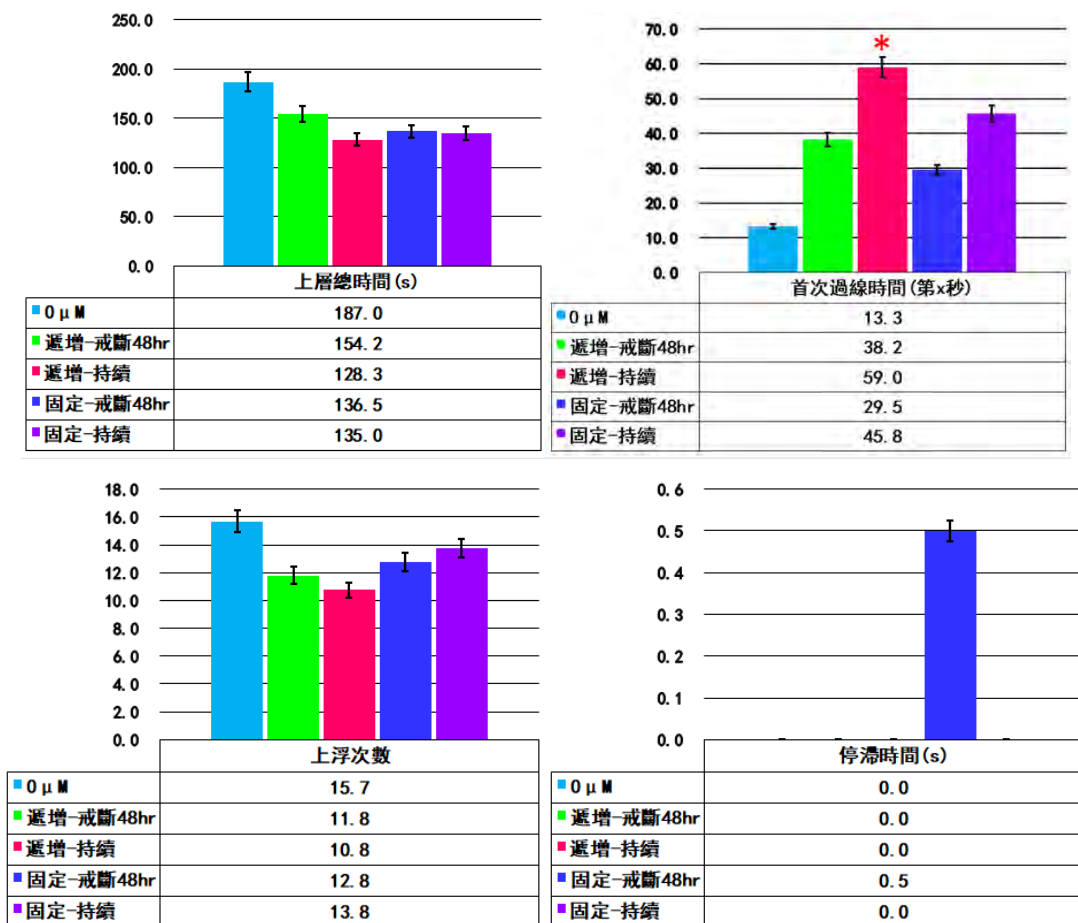 250.0
200.0
150.0
100.0
50.0
0.0
上層總時間(s)
0μM 187.0
遞增-戒斷48hr 154.2
遞增-持續 128.3
固定-戒斷48hr 136.5
固定-持續 135.0
70.0
60.0
50.0
40.0
30.0
20.0
10.0
0.0
*
首次過線時間(第x秒)
0μM 13.3
遞增-戒斷48hr 38.2
遞增-持續 59.0
固定-戒斷48hr 29.5
固定-持續 45.8
18.0
16.0
14.0
12.0
10.0
8.0
6.0
4.0
2.0
0.0
上浮次數
0μM 15.7
遞增-戒斷48hr 11.8
遞增-持續 10.8
固定-戒斷48hr 12.8
固定-持續 13.8
0.6
0.5
0.4
0.3
0.2
0.1
0.0
停滯時間(s)
0μM 0.0
遞增-戒斷48hr 0.0
遞增-持續 0.0
固定-戒斷48hr 0.5
固定-持續 0.0